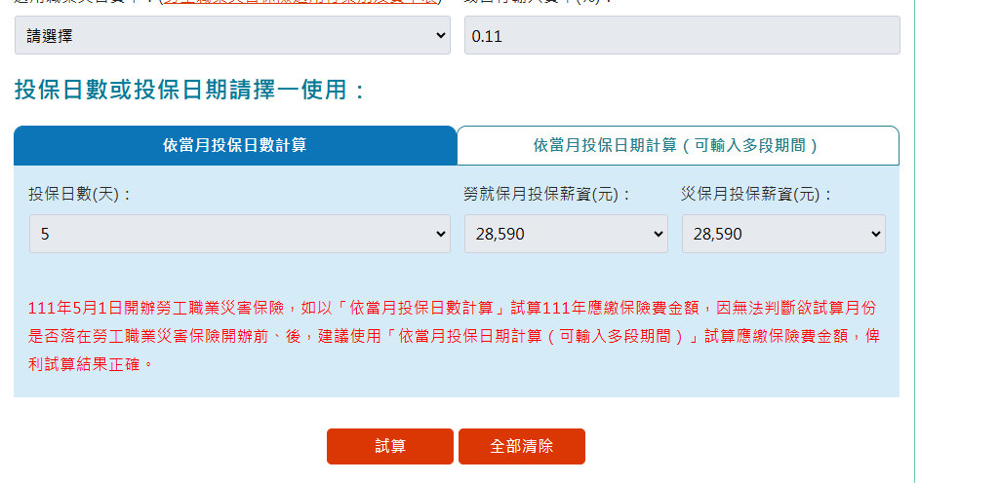 請選擇
0.11
投保日數或投保日期請擇一使用：
依當月投保日數計算
依當月投保日期計算（可輸入多段期間）
投保日數(天)：
勞就保月投保薪資(元)：
災保月投保薪資(元)：
5
28,590
28,590
111年5月1日開辦勞工職業災害保險，如以「依當月投保日數計算」試算111年應繳保險費金額，因無法判斷欲試算月份
是否落在勞工職業災害保險開辦前、後，建議使用「依當月投保日期計算（可輸入多段期間）」試算應繳保險費金額，俾
利試算結果正確。
試算
全部清除